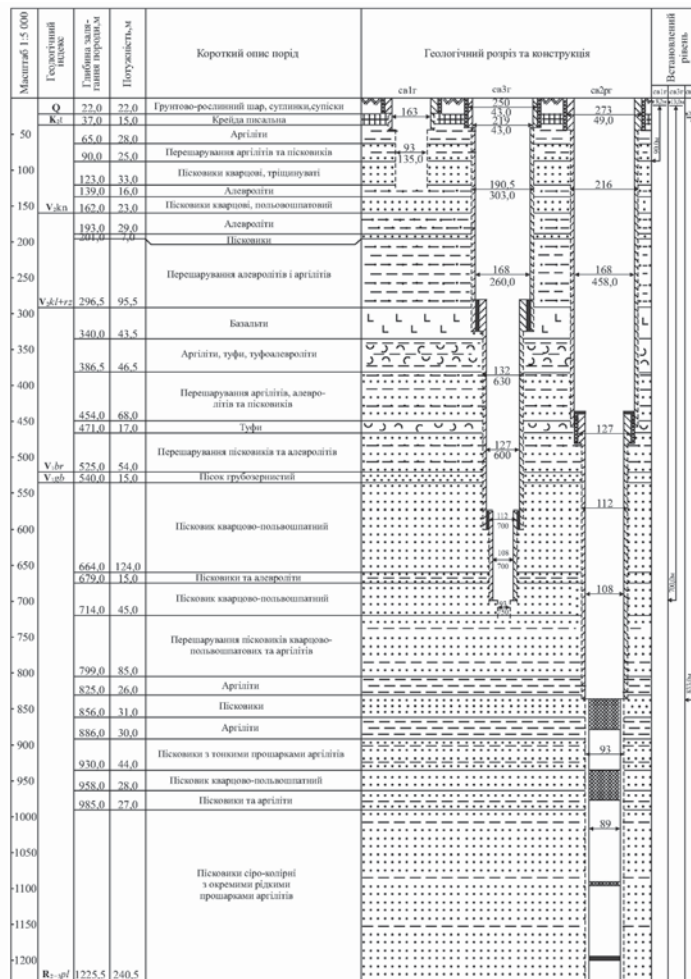 Масштаб 1:5 000
Геологічний індекс
Глибина заля-
гання породи,м
Потужність,м
Короткий опис порід
Геологічний розріз та конструкція
св1г св3г св2рг
Встановлений рівень
Q 22,0 22,0 Грунтово-рослинний шар, суглинки,супіски
37,0 15,0 Крейда писальна
65,0 28,0 Аргіліти
90,0 25,0 Перешарування аргілітів та пісковиків
123,0 33,0 Пісковики кварцові, тріщинуваті
139,0 16,0 Алевроліти
V₂kn 162,0 23,0 Пісковики кварцові, польовошпатовий
193,0 29,0 Алевроліти
201,0 7,0 Пісковики
Перешарування алевролітів і аргілітів
V₂kl+rz 296,5 95,5
340,0 43,5 Базальти
386,5 46,5 Аргіліти, туфи, туфоалевроліти
Перешарування аргілітів, алевро-
літів та пісковиків
454,0 68,0
471,0 17,0 Туфи
Перешарування пісковиків та алевролітів
V₁br 525,0 54,0
540,0 15,0 Пісок грубозернистий
Пісковик кварцово-польвошпатний
664,0 124,0
679,0 15,0 Пісковики та алевроліти
714,0 45,0 Пісковик кварцово-польвошпатний
Перешарування пісковиків кварцово-
польвошпатових та аргілітів
799,0 85,0
825,0 26,0 Аргіліти
856,0 31,0 Пісковики
886,0 30,0 Аргіліти
930,0 44,0 Пісковики з тонкими прошарками аргілітів
958,0 28,0 Пісковик кварцово-польвошпатний
985,0 27,0 Пісковики та аргіліти
Пісковики сіро-колірні
з окремими рідкими
прошарками аргілітів
1225,5 240,5
50
100
150
200
250
300
350
400
450
500
550
600
650
700
750
800
850
900
950
1000
1100
1150
1200
163
93
135,0
250
43,0
219
43,0
190,5
303,0
168
260,0
132
630
127
600
112
700
108
700
273
49,0
216
168
458,0
127
112
108
93
89